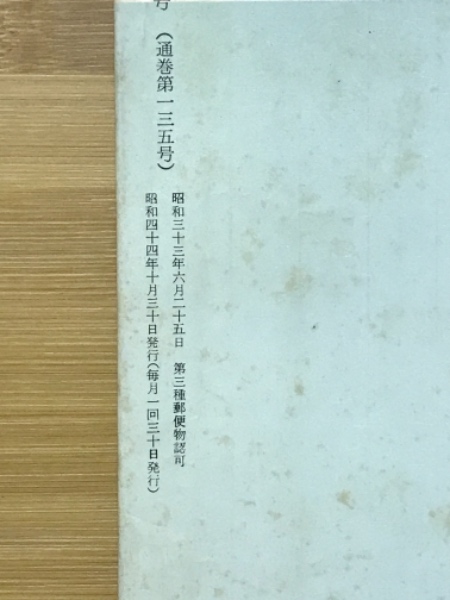 号 (通巻第一三五号)
昭和三十三年六月二十五日 第三種郵便物認可
昭和四十四年十月三十日発行(毎月一回三十日発行)